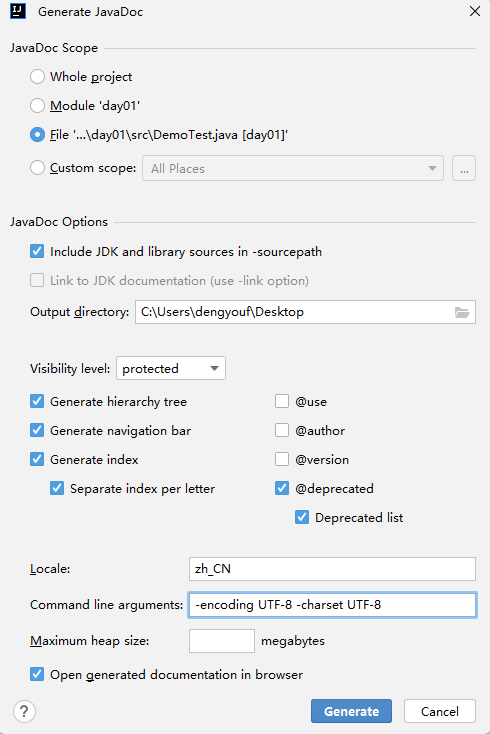 IJ
Generate JavaDoc
JavaDoc Scope
Whole project
Module 'day01'
File '...\day01\src\DemoTest.java [day01]'
Custom scope: All Places ...
JavaDoc Options
Include JDK and library sources in -sourcepath
Link to JDK documentation (use -link option)
Output directory: C:\Users\dengyouf\Desktop
Visibility level: protected
Generate hierarchy tree @use
Generate navigation bar @author
Generate index @version
Separate index per letter @deprecated
Deprecated list
Locale: zh_CN
Command line arguments: -encoding UTF-8 -charset UTF-8
Maximum heap size: megabytes
Open generated documentation in browser
? Generate Cancel